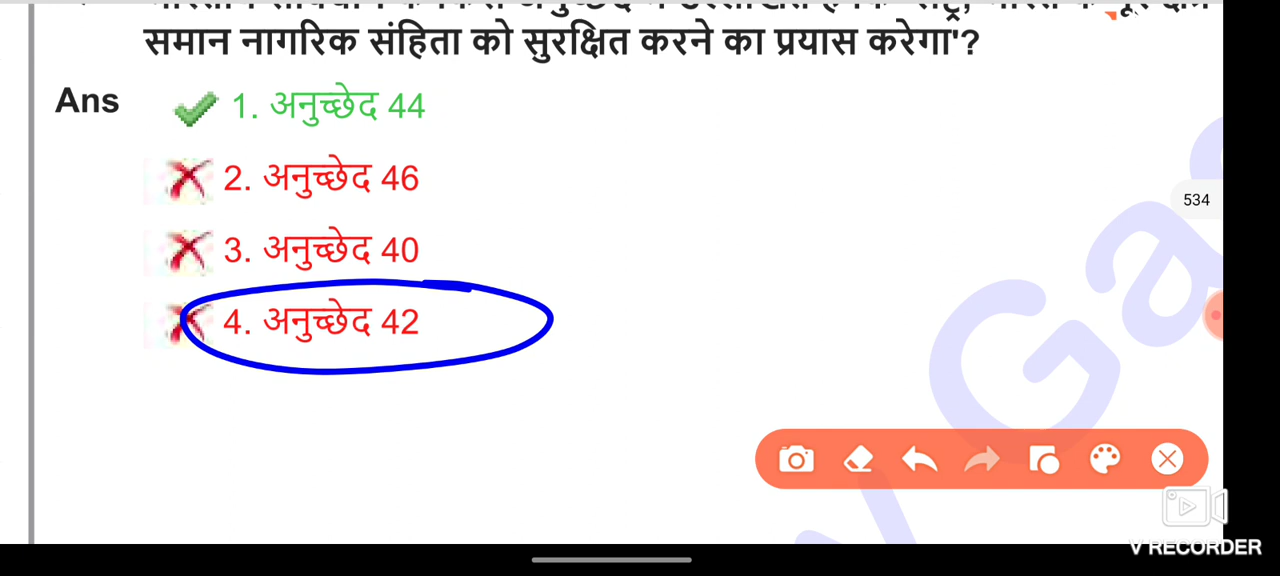 समान नागरिक संहिता को सुरक्षित करने का प्रयास करेगा'?
Ans
1. अनुच्छेद 44
2. अनुच्छेद 46
3. अनुच्छेद 40
4. अनुच्छेद 42
534
V RECORDER